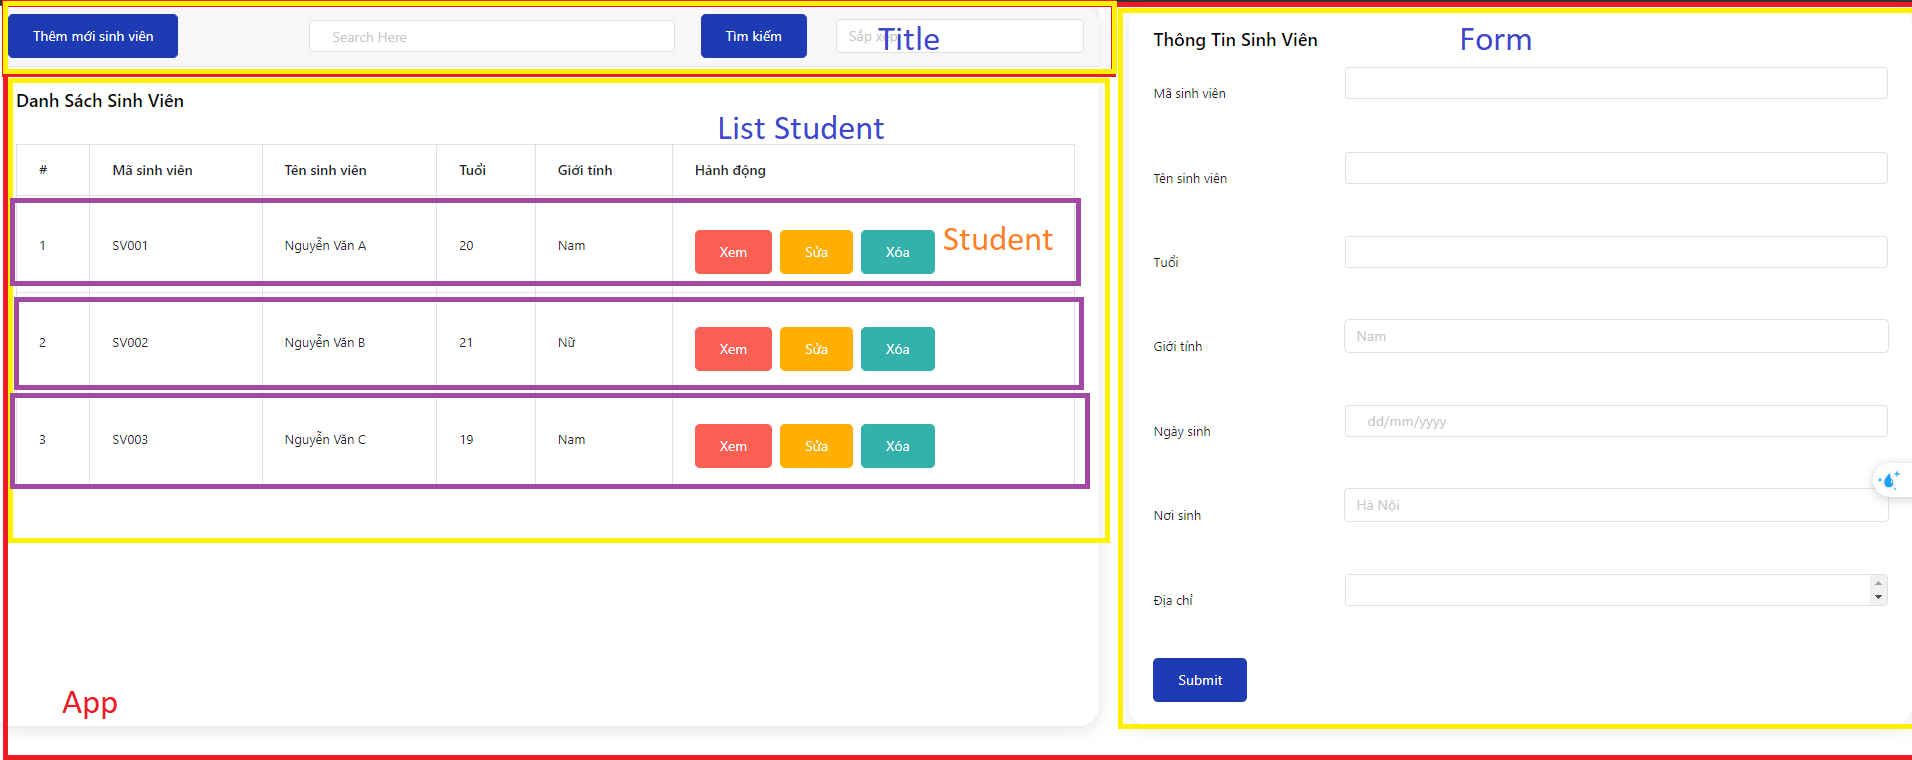 Thêm mới sinh viên
Search Here
Tìm kiếm
Sắp xếp
Title
Danh Sách Sinh Viên
List Student
# Mã sinh viên Tên sinh viên Tuổi Giới tính Hành động
1 SV001 Nguyễn Văn A 20 Nam Xem Sửa Xóa
Student
2 SV002 Nguyễn Văn B 21 Nữ Xem Sửa Xóa
3 SV003 Nguyễn Văn C 19 Nam Xem Sửa Xóa
App
Thông Tin Sinh Viên
Form
Mã sinh viên
Tên sinh viên
Tuổi
Giới tính Nam
Ngày sinh dd/mm/yyyy
Nơi sinh Hà Nội
Địa chỉ
Submit